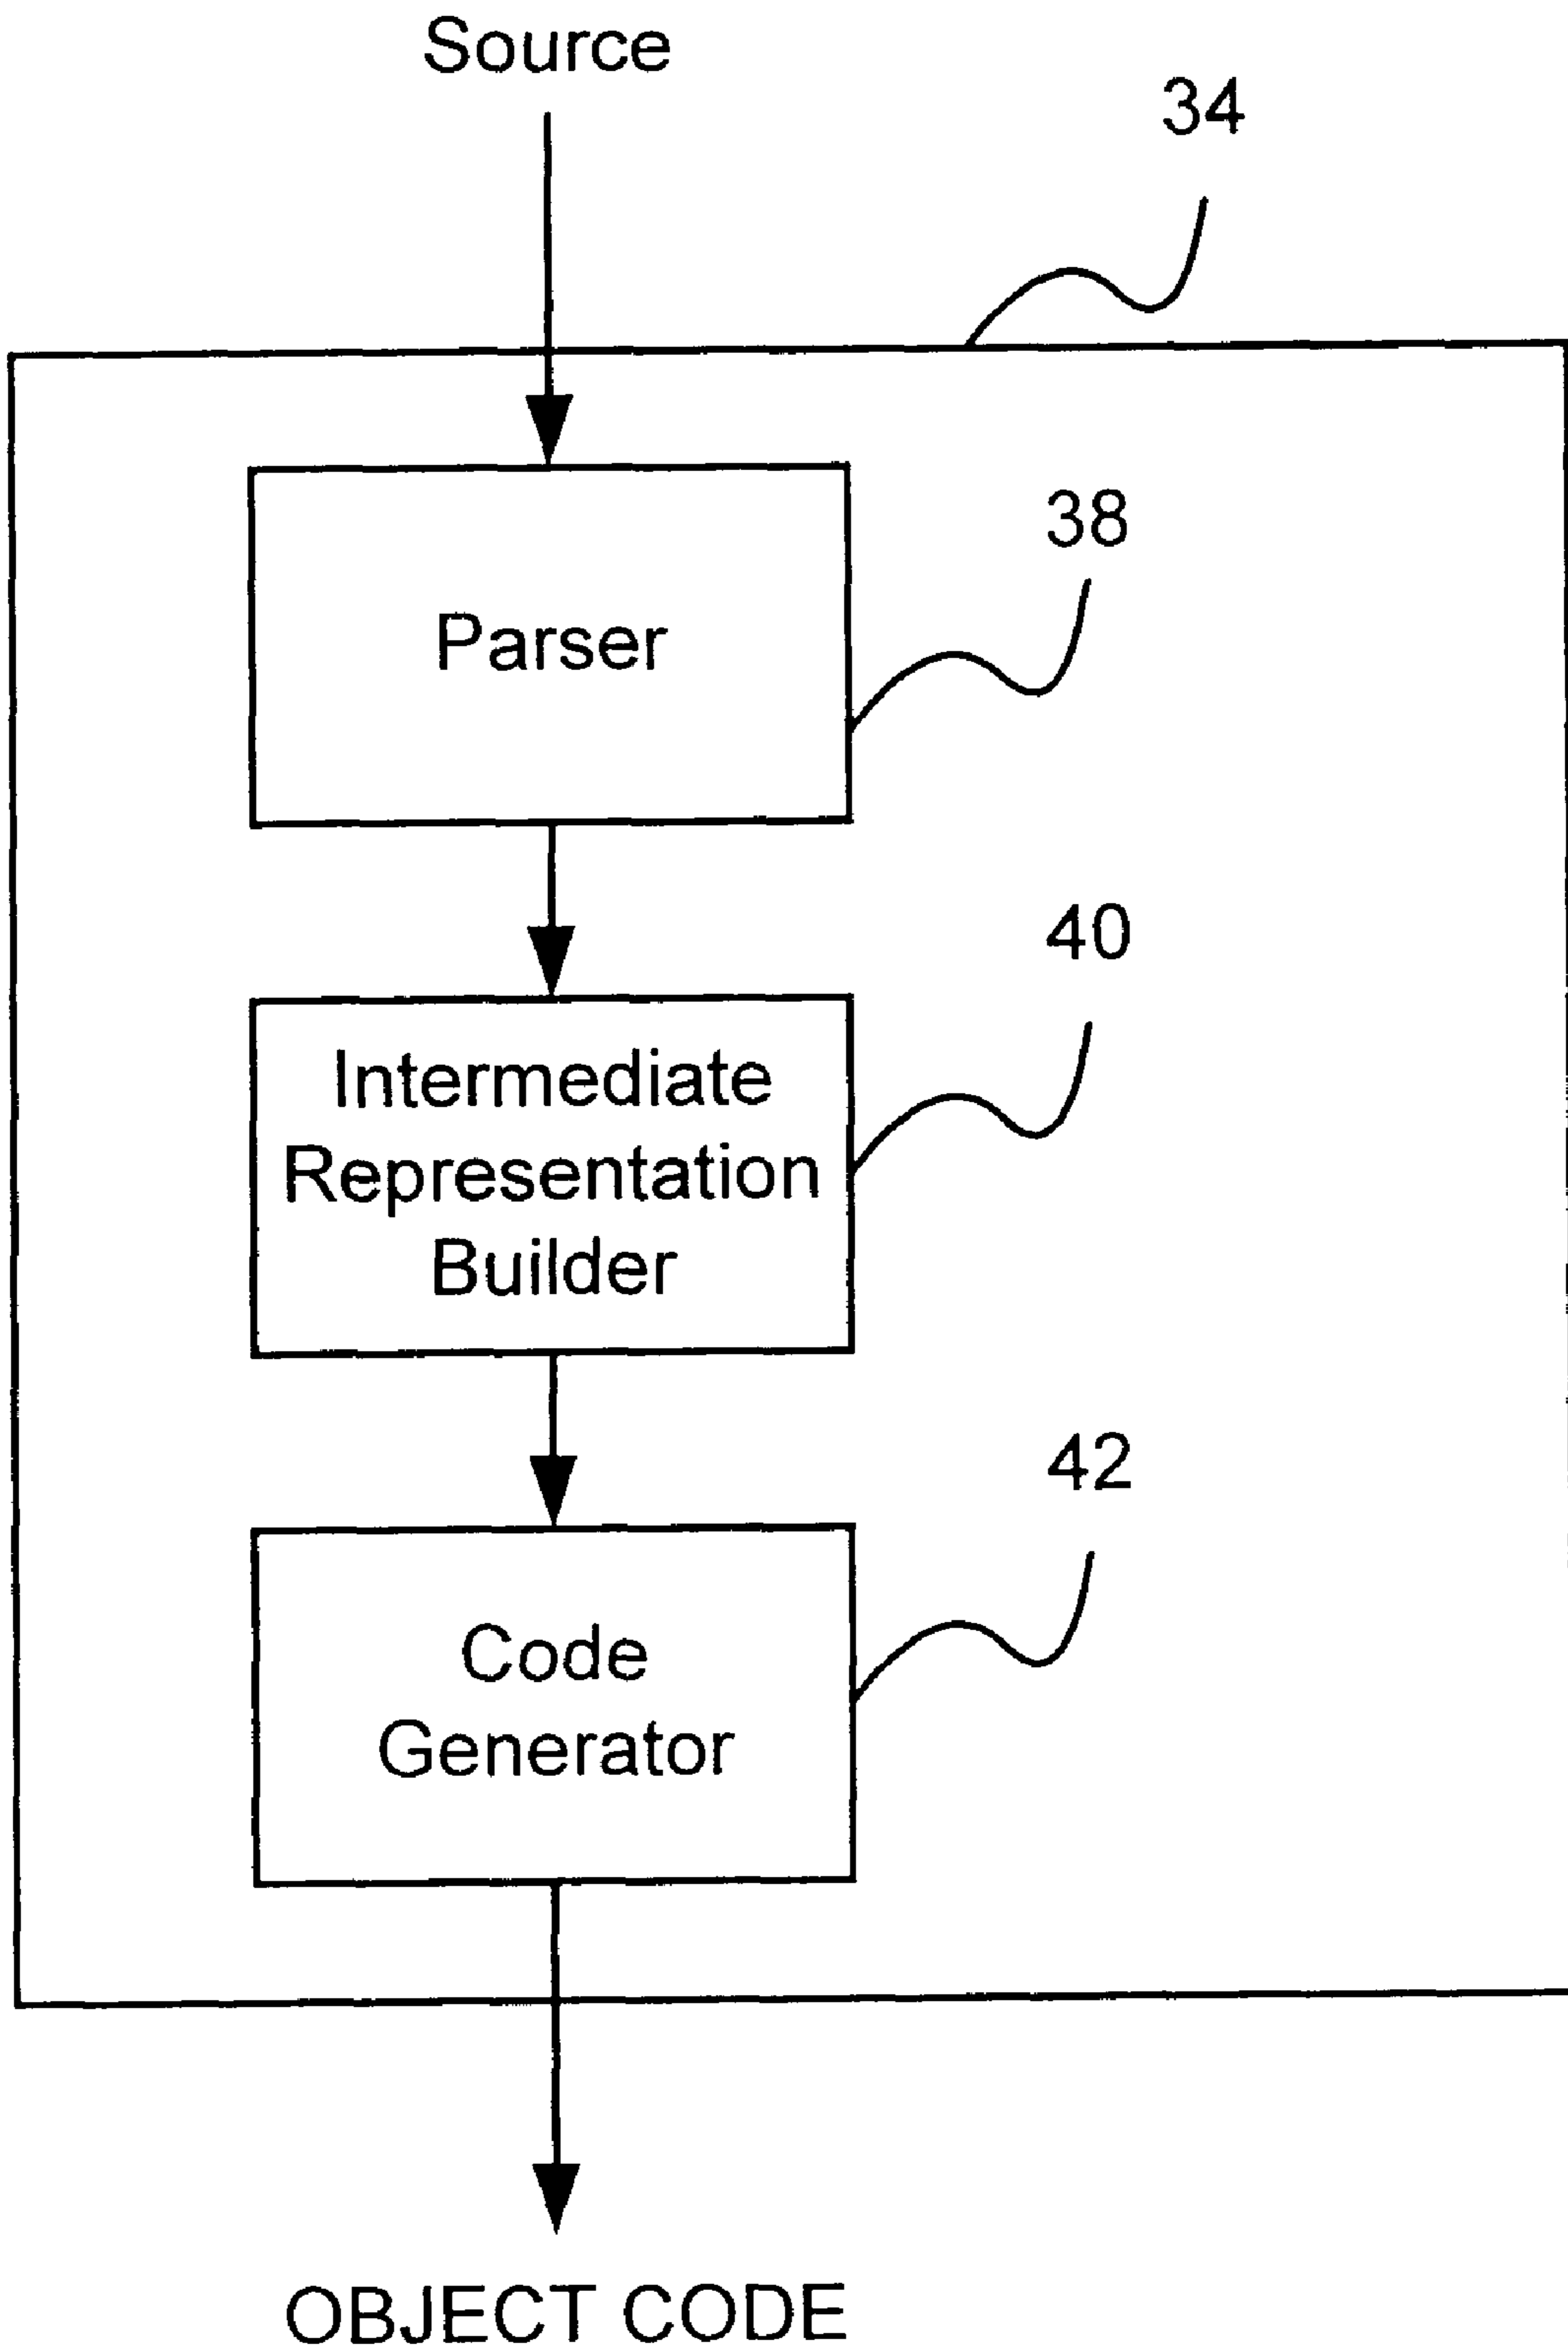 Source
34
Parser
38
40
Intermediate
Representation
Builder
42
Code
Generator
OBJECT CODE